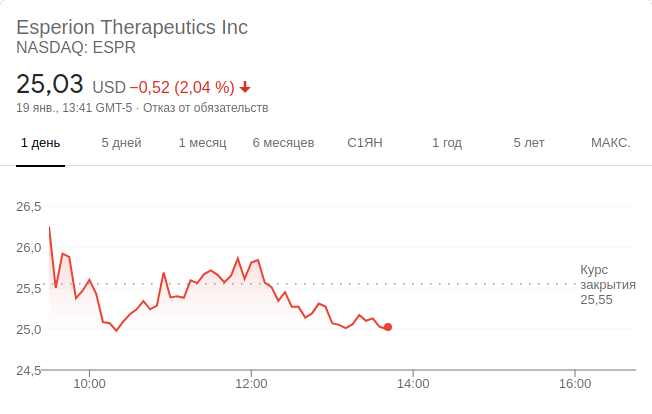 Esperion Therapeutics Inc
NASDAQ: ESPR
25,03 USD −0,52 (2,04 %)
19 янв., 13:41 GMT-5 · Отказ от обязательств
1 день 5 дней 1 месяц 6 месяцев С1ЯН 1 год 5 лет МАКС.
26,5
26,0
25,5
25,0
24,5
Курс
закрытия
25,55
10:00 12:00 14:00 16:00